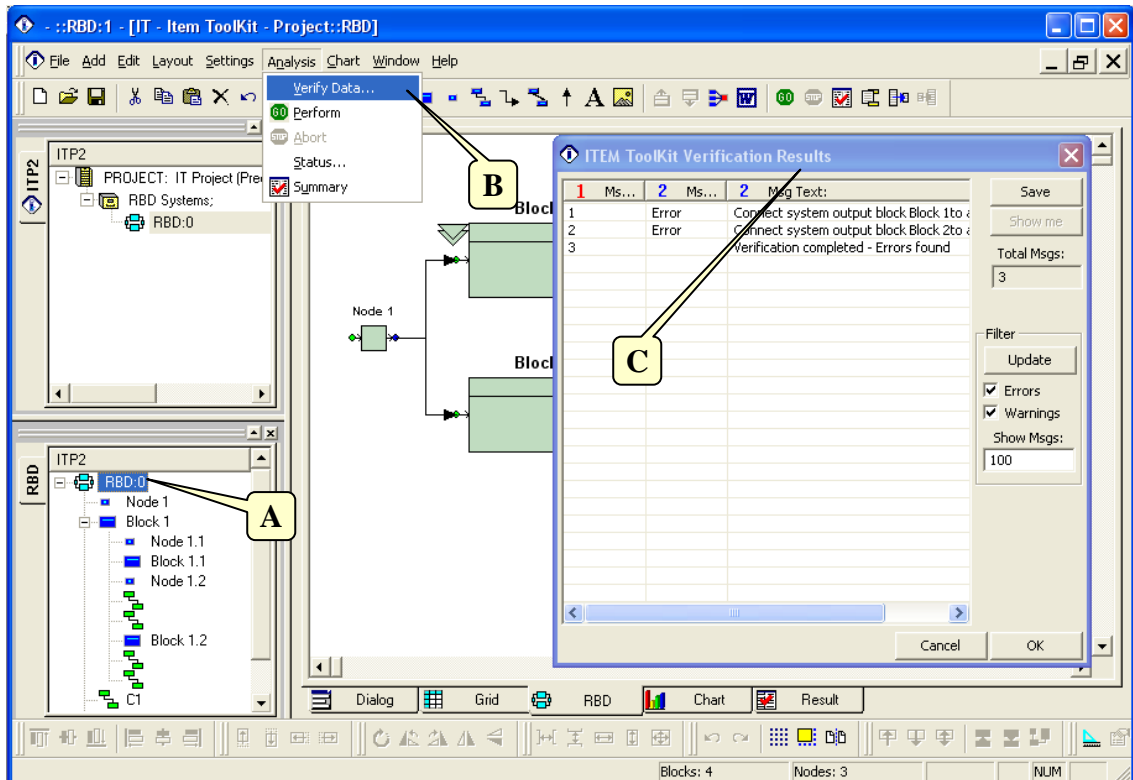 - ::RBD:1 - [IT - Item ToolKit - Project::RBD]
File Add Edit Layout Settings Analysis Chart Window Help
Verify Data...
GO Perform
STOP Abort
Status...
Summary
A W GO STOP
ITP2
ITP2
PROJECT: IT Project (Pre
RBD Systems;
RBD:0
RBD
ITP2
RBD:0
Node 1
Block 1
Node 1.1
Block 1.1
Node 1.2
Block 1.2
C1
A
B
C
Block
Node 1
Block
ITEM ToolKit Verification Results
1 Ms... 2 Ms... 2 Msg Text:
1 Error Connect system output block Block 1to a
2 Error Connect system output block Block 2to a
3 Verification completed - Errors found
Save
Show me
Total Msgs:
3
Filter
Update
Errors
Warnings
Show Msgs:
100
Cancel OK
Dialog Grid RBD Chart Result
Blocks: 4 Nodes: 3 NUM